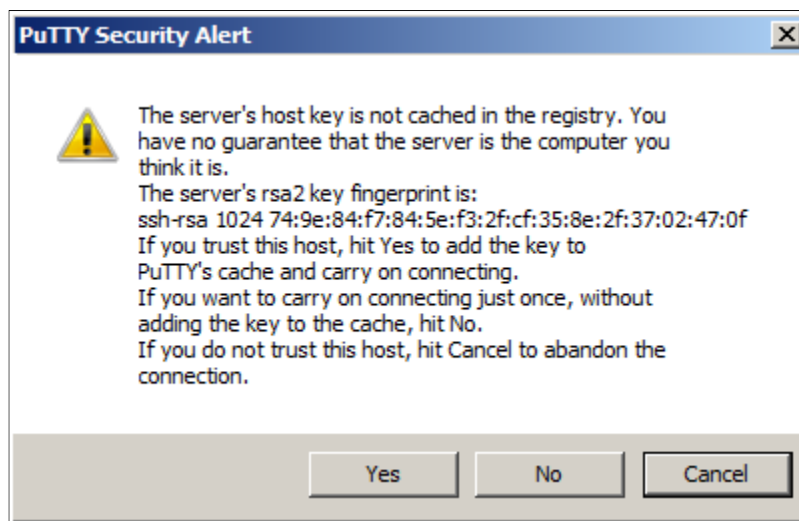 PuTTY Security Alert
The server's host key is not cached in the registry. You
have no guarantee that the server is the computer you
think it is.
The server's rsa2 key fingerprint is:
ssh-rsa 1024 74:9e:84:f7:84:5e:f3:2f:cf:35:8e:2f:37:02:47:0f
If you trust this host, hit Yes to add the key to
PuTTY's cache and carry on connecting.
If you want to carry on connecting just once, without
adding the key to the cache, hit No.
If you do not trust this host, hit Cancel to abandon the
connection.
Yes No Cancel